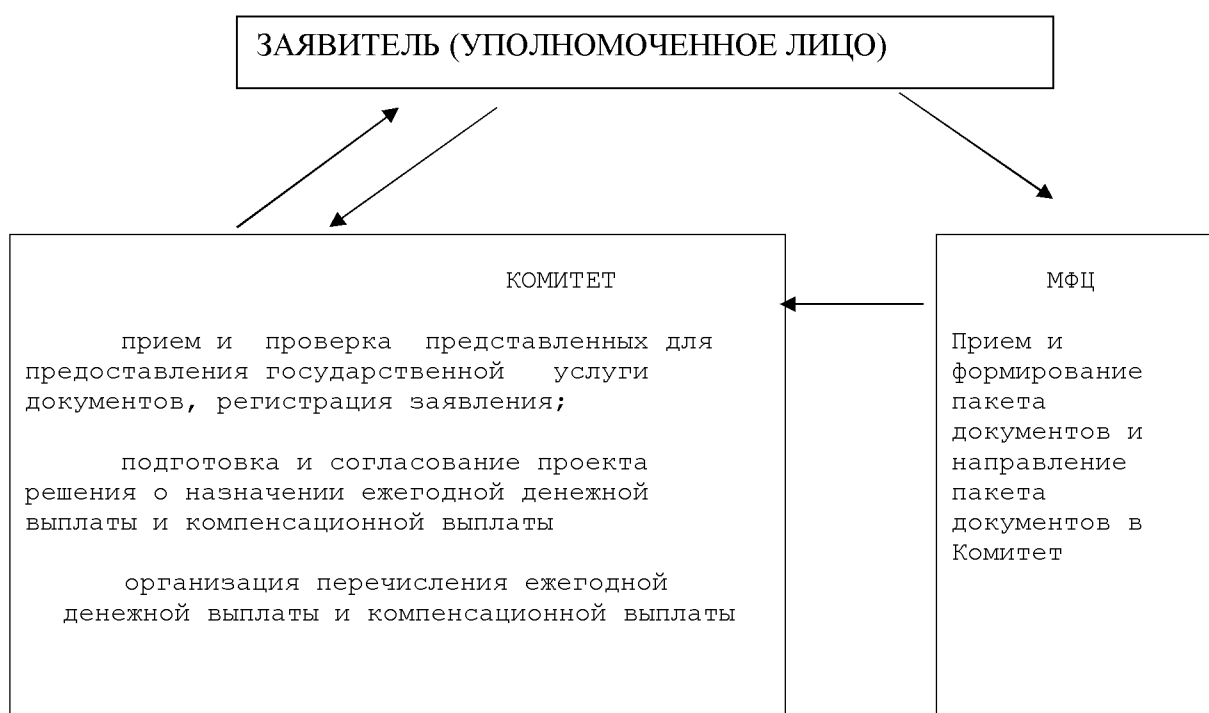 ЗАЯВИТЕЛЬ (УПОЛНОМОЧЕННОЕ ЛИЦО)
КОМИТЕТ
прием и проверка представленных для
предоставления государственной услуги
документов, регистрация заявления;
подготовка и согласование проекта
решения о назначении ежегодной денежной
выплаты и компенсационной выплаты
организация перечисления ежегодной
денежной выплаты и компенсационной выплаты
МФЦ
Прием и
формирование
пакета
документов и
направление
пакета
документов в
Комитет